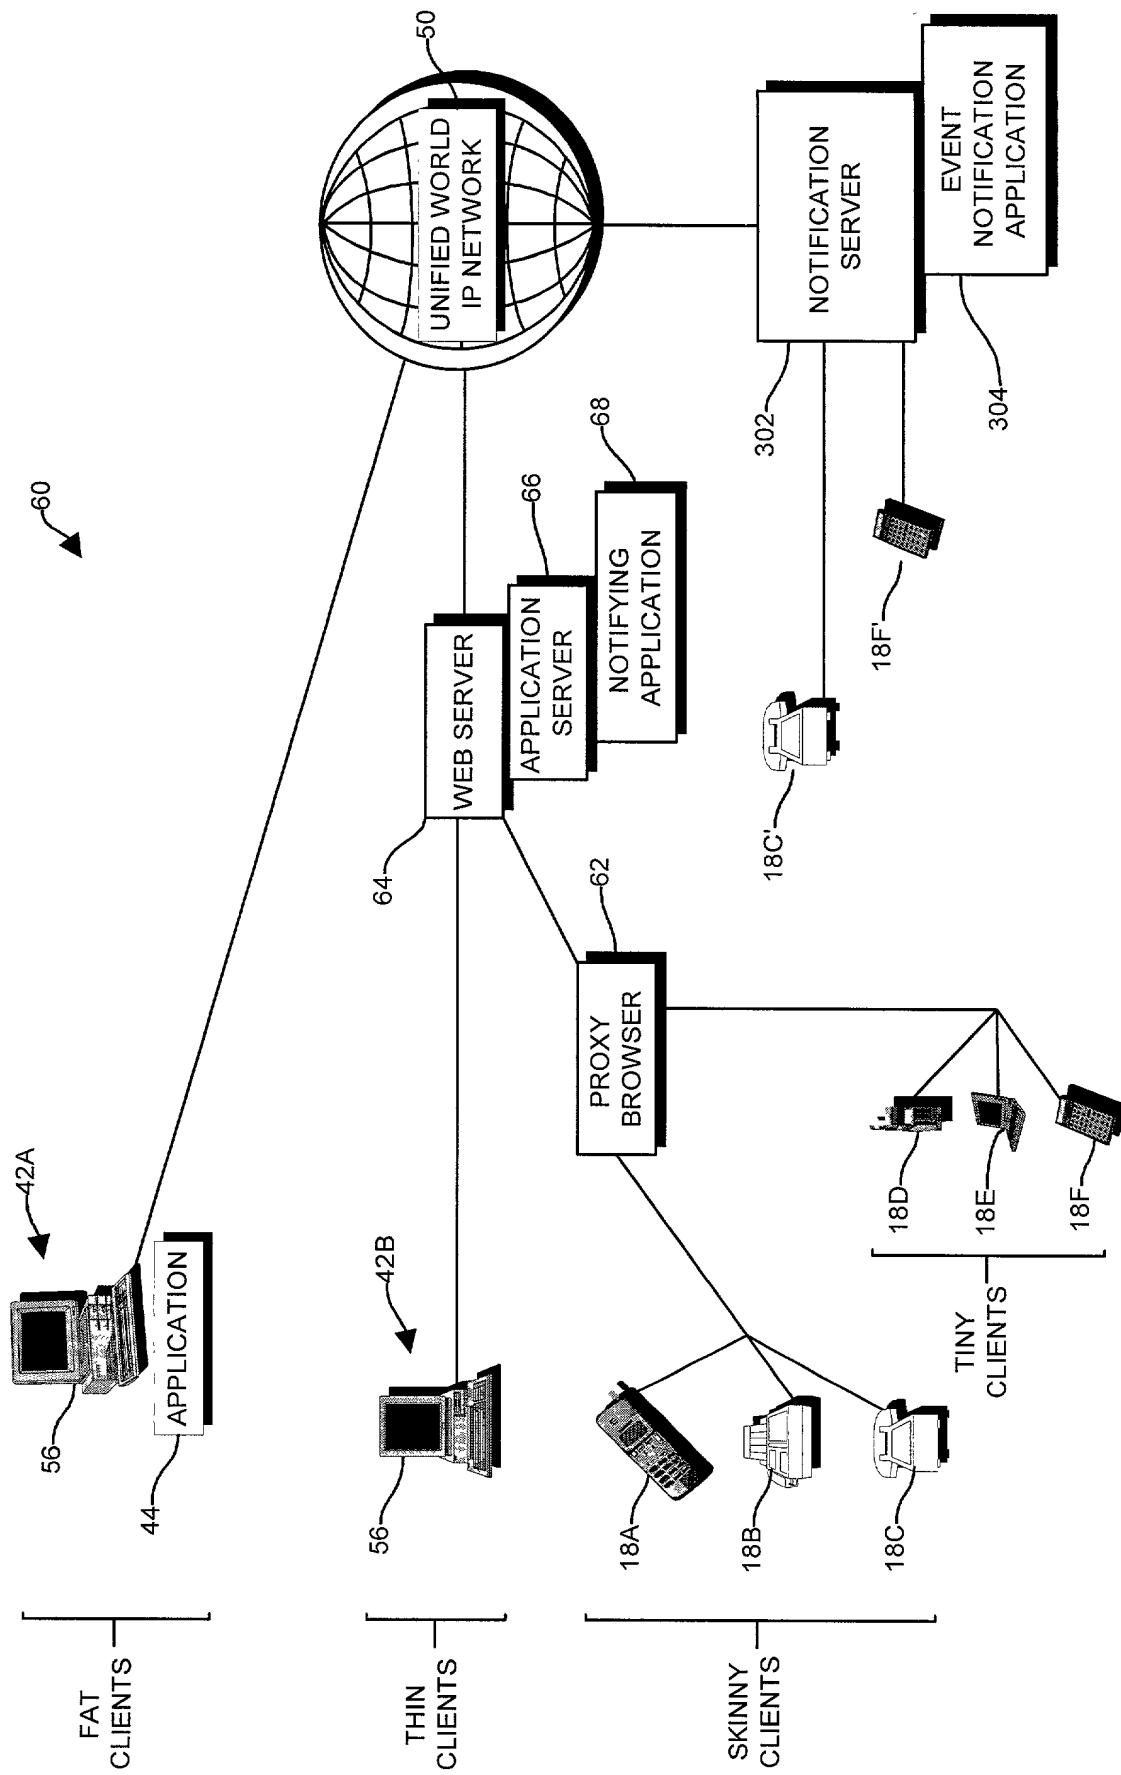 60
FAT
CLIENTS
42A
56
44
APPLICATION
THIN
CLIENTS
42B
56
50
UNIFIED WORLD
IP NETWORK
64
WEB SERVER
66
APPLICATION
SERVER
68
NOTIFYING
APPLICATION
62
PROXY
BROWSER
SKINNY
CLIENTS
18A
18B
18C
TINY
CLIENTS
18D
18E
18F
18C'
18F'
302
NOTIFICATION
SERVER
304
EVENT
NOTIFICATION
APPLICATION